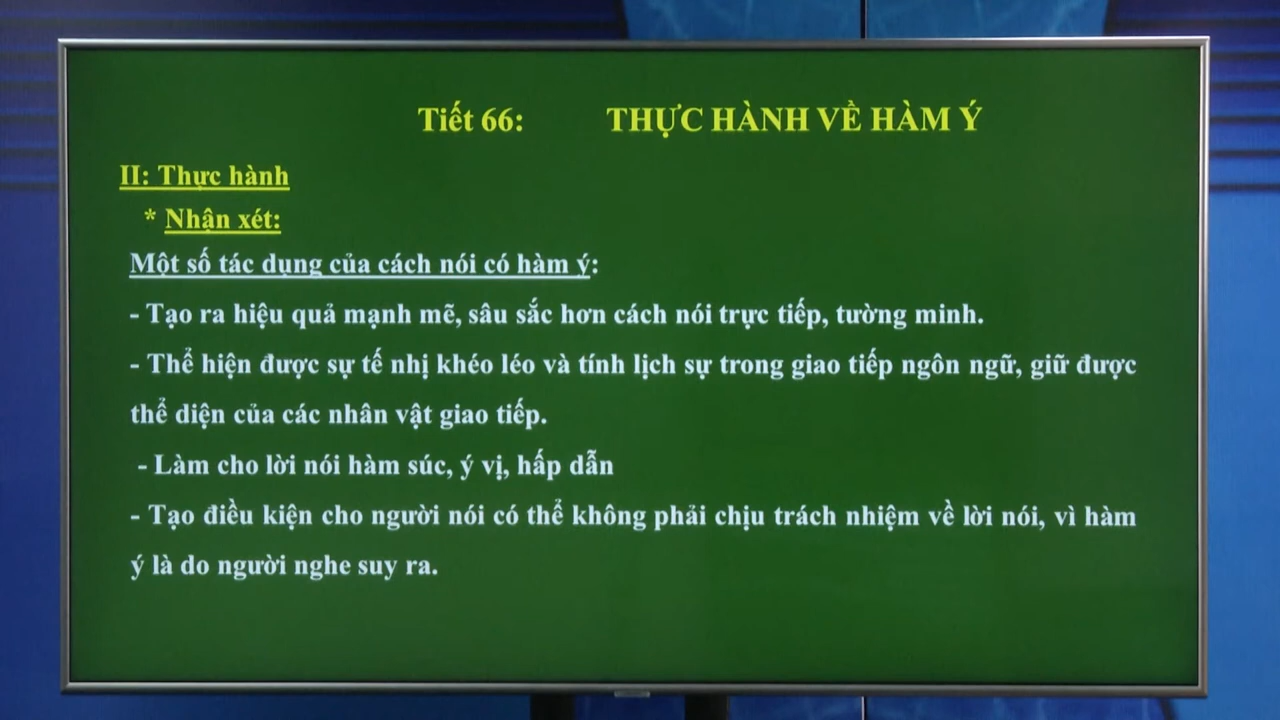 Tiết 66: THỰC HÀNH VỀ HÀM Ý
II: Thực hành
* Nhận xét:
Một số tác dụng của cách nói có hàm ý:
- Tạo ra hiệu quả mạnh mẽ, sâu sắc hơn cách nói trực tiếp, tường minh.
- Thể hiện được sự tế nhị khéo léo và tính lịch sự trong giao tiếp ngôn ngữ, giữ được
thể diện của các nhân vật giao tiếp.
- Làm cho lời nói hàm súc, ý vị, hấp dẫn
- Tạo điều kiện cho người nói có thể không phải chịu trách nhiệm về lời nói, vì hàm
ý là do người nghe suy ra.